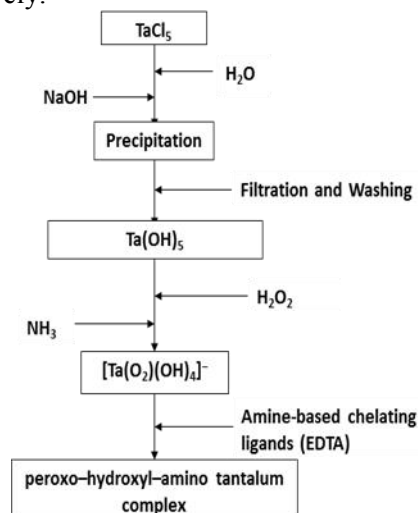 ery.
TaCl₅
H₂O
NaOH
Precipitation
Filtration and Washing
Ta(OH)₅
H₂O₂
NH₃
[Ta(O₂)(OH)₄]⁻
Amine-based chelating
ligands (EDTA)
peroxo–hydroxyl–amino tantalum
complex